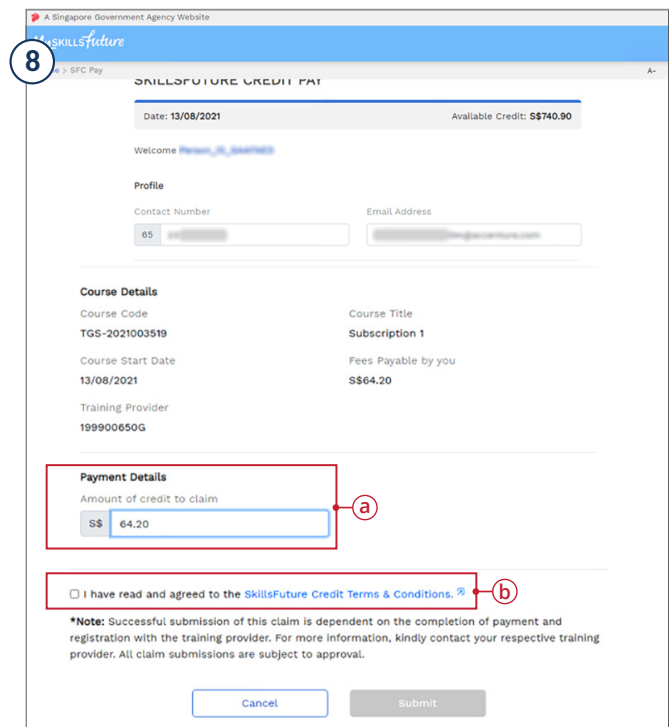 A Singapore Government Agency Website
MySKILLSfuture
8
> SFC Pay
A-
SKILLSFUTURE CREDIT PAY
Date: 13/08/2021
Available Credit: S$740.90
Welcome
Profile
Contact Number
Email Address
65
Course Details
Course Code
Course Title
TGS-2021003519
Subscription 1
Course Start Date
Fees Payable by you
13/08/2021
S$64.20
Training Provider
199900650G
Payment Details
Amount of credit to claim
S$ 64.20
a
I have read and agreed to the SkillsFuture Credit Terms & Conditions.
b
*Note: Successful submission of this claim is dependent on the completion of payment and
registration with the training provider. For more information, kindly contact your respective training
provider. All claim submissions are subject to approval.
Cancel
Submit